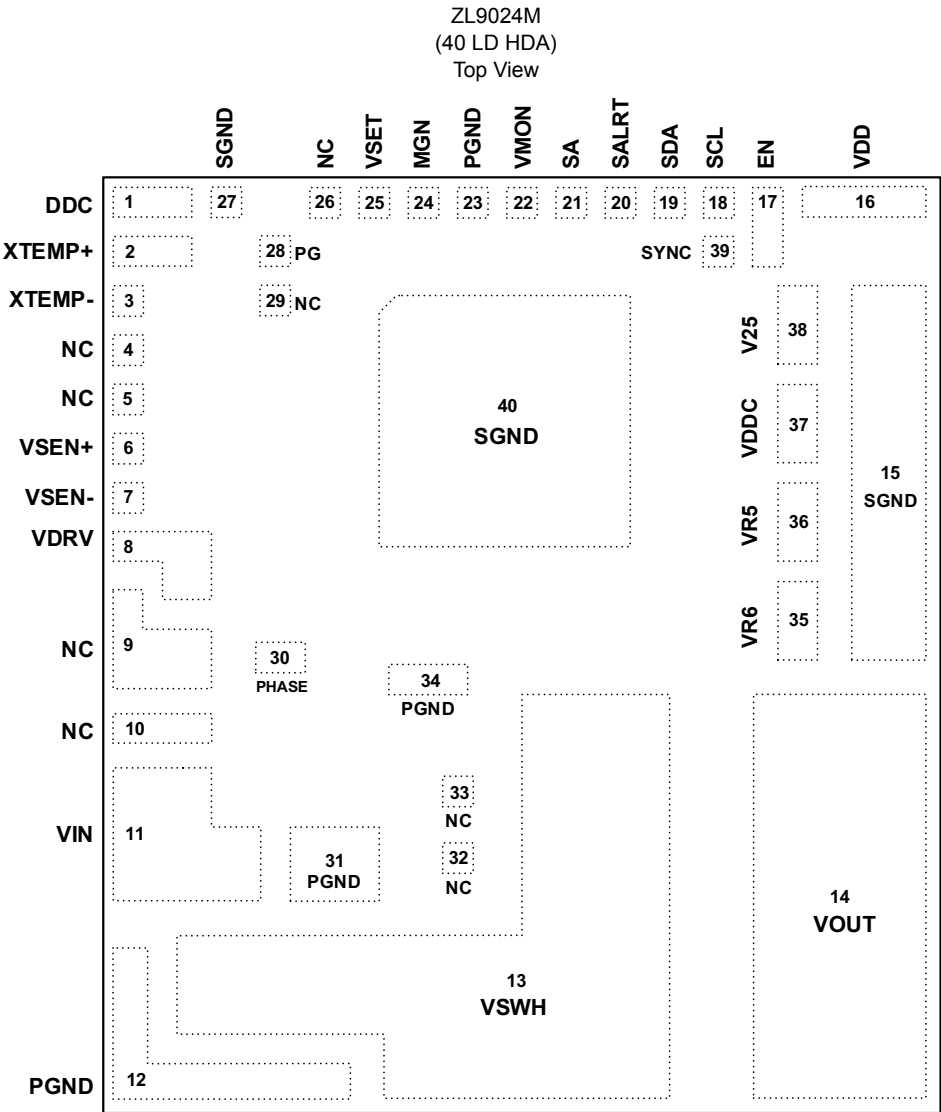 ZL9024M
(40 LD HDA)
Top View
SGND
NC
VSET
MGN
PGND
VMON
SA
SALRT
SDA
SCL
EN
VDD
DDC
1
27
26
25
24
23
22
21
20
19
18
17
16
XTEMP+
2
28 PG
SYNC 39
XTEMP-
3
29 NC
NC
4
V25
38
NC
5
40
SGND
VDDC
37
VSEN+
6
15
SGND
VSEN-
7
VR5
36
VDRV
8
NC
9
VR6
35
30
PHASE
34
PGND
NC
10
33
NC
VIN
11
31
PGND
32
NC
14
VOUT
13
VSWH
PGND
12